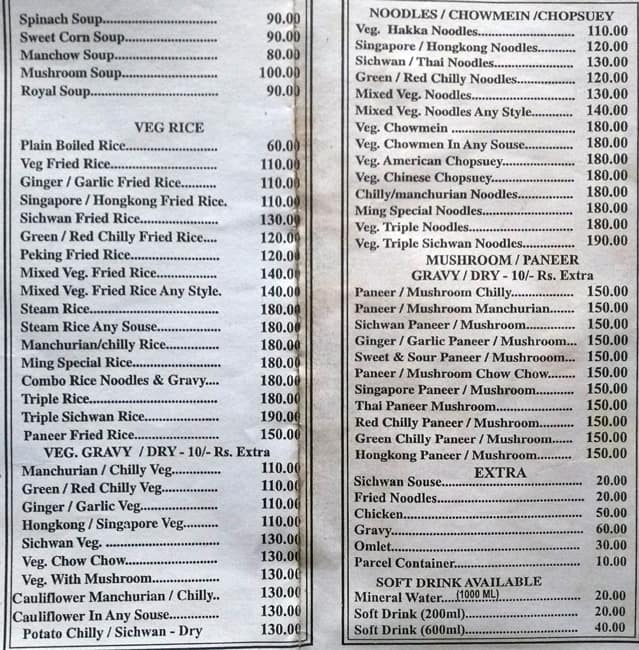 Spinach Soup........................ 90.00
Sweet Corn Soup................... 90.00
Manchow Soup...................... 80.00
Mushroom Soup.................... 100.00
Royal Soup............................ 90.00
VEG RICE
Plain Boiled Rice.................... 60.00
Veg Fried Rice........................ 110.00
Ginger / Garlic Fried Rice........ 110.00
Singapore / Hongkong Fried Rice. 110.00
Sichwan Fried Rice.................. 130.00
Green / Red Chilly Fried Rice.... 120.00
Peking Fried Rice.................... 120.00
Mixed Veg. Fried Rice.............. 140.00
Mixed Veg. Fried Rice Any Style. 140.00
Steam Rice.............................. 180.00
Steam Rice Any Souse.............. 180.00
Manchurian/chilly Rice............ 180.00
Ming Special Rice.................... 180.00
Combo Rice Noodles & Gravy.... 180.00
Triple Rice.............................. 180.00
Triple Sichwan Rice................. 190.00
Paneer Fried Rice.................... 150.00
VEG. GRAVY / DRY - 10/- Rs. Extra
Manchurian / Chilly Veg............ 110.00
Green / Red Chilly Veg.............. 110.00
Ginger / Garlic Veg.................. 110.00
Hongkong / Singapore Veg........ 110.00
Sichwan Veg. ........................ 130.00
Veg. Chow Chow..................... 130.00
Veg. With Mushroom................ 130.00
Cauliflower Manchurian / Chilly.. 130.00
Cauliflower In Any Souse.......... 130.00
Potato Chilly / Sichwan - Dry 130.00
NOODLES / CHOWMEIN /CHOPSUEY
Veg. Hakka Noodles..................... 110.00
Singapore / Hongkong Noodles....... 120.00
Sichwan / Thai Noodles................. 130.00
Green / Red Chilly Noodles............ 120.00
Mixed Veg. Noodles...................... 130.00
Mixed Veg. Noodles Any Style......... 140.00
Veg. Chowmein ........................... 180.00
Veg. Chowmen In Any Souse........... 180.00
Veg. American Chopsuey............... 180.00
Veg. Chinese Chopsuey.................. 180.00
Chilly/manchurian Noodles............ 180.00
Ming Special Noodles.................... 180.00
Veg. Triple Noodles...................... 180.00
Veg. Triple Sichwan Noodles........... 190.00
MUSHROOM / PANEER
GRAVY / DRY - 10/- Rs. Extra
Paneer / Mushroom Chilly.............. 150.00
Paneer / Mushroom Manchurian....... 150.00
Sichwan Paneer / Mushroom........... 150.00
Ginger / Garlic Paneer / Mushroom... 150.00
Sweet & Sour Paneer / Mushrooom... 150.00
Paneer / Mushroom Chow Chow....... 150.00
Singapore Paneer / Mushroom......... 150.00
Thai Paneer Mushroom.................. 150.00
Red Chilly Paneer / Mushroom........ 150.00
Green Chilly Paneer / Mushroom...... 150.00
Hongkong Paneer / Mushroom......... 150.00
EXTRA
Sichwan Souse.............................. 20.00
Fried Noodles............................... 20.00
Chicken....................................... 50.00
Gravy.......................................... 60.00
Omlet.......................................... 30.00
Parcel Container........................... 10.00
SOFT DRINK AVAILABLE
Mineral Water....(1000 ML)................ 20.00
Soft Drink (200ml)......................... 20.00
Soft Drink (600ml)......................... 40.00